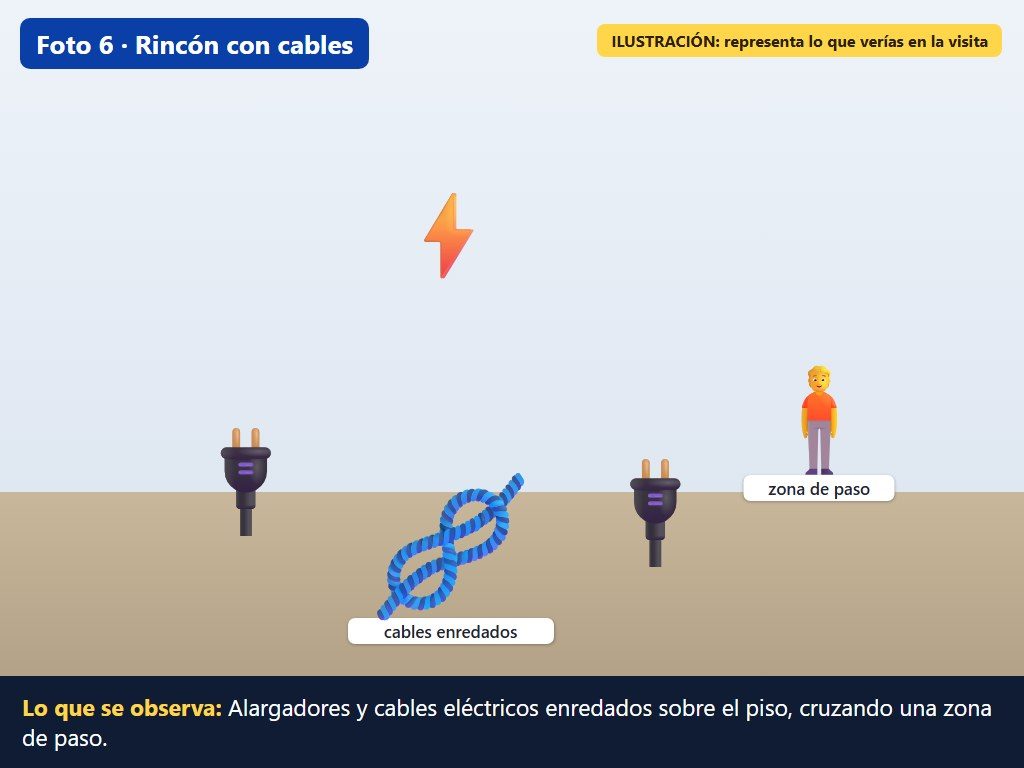 Foto 6 · Rincón con cables
ILUSTRACIÓN: representa lo que verías en la visita
zona de paso
cables enredados
Lo que se observa: Alargadores y cables eléctricos enredados sobre el piso, cruzando una zona
de paso.